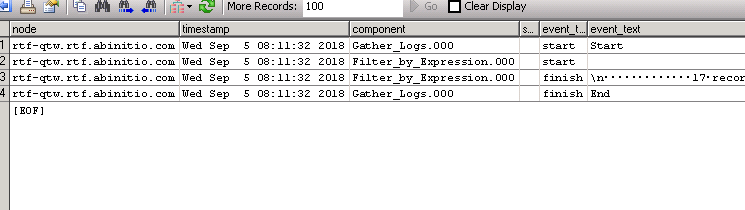 More Records: 100 Go Clear Display
node timestamp component s... event_t... event_text
1 rtf-qtw.rtf.abinitio.com Wed Sep  5 08:11:32 2018 Gather_Logs.000 start Start
2 rtf-qtw.rtf.abinitio.com Wed Sep  5 08:11:32 2018 Filter_by_Expression.000 start
3 rtf-qtw.rtf.abinitio.com Wed Sep  5 08:11:32 2018 Filter_by_Expression.000 finish \n············17·recor
4 rtf-qtw.rtf.abinitio.com Wed Sep  5 08:11:32 2018 Gather_Logs.000 finish End
[EOF]